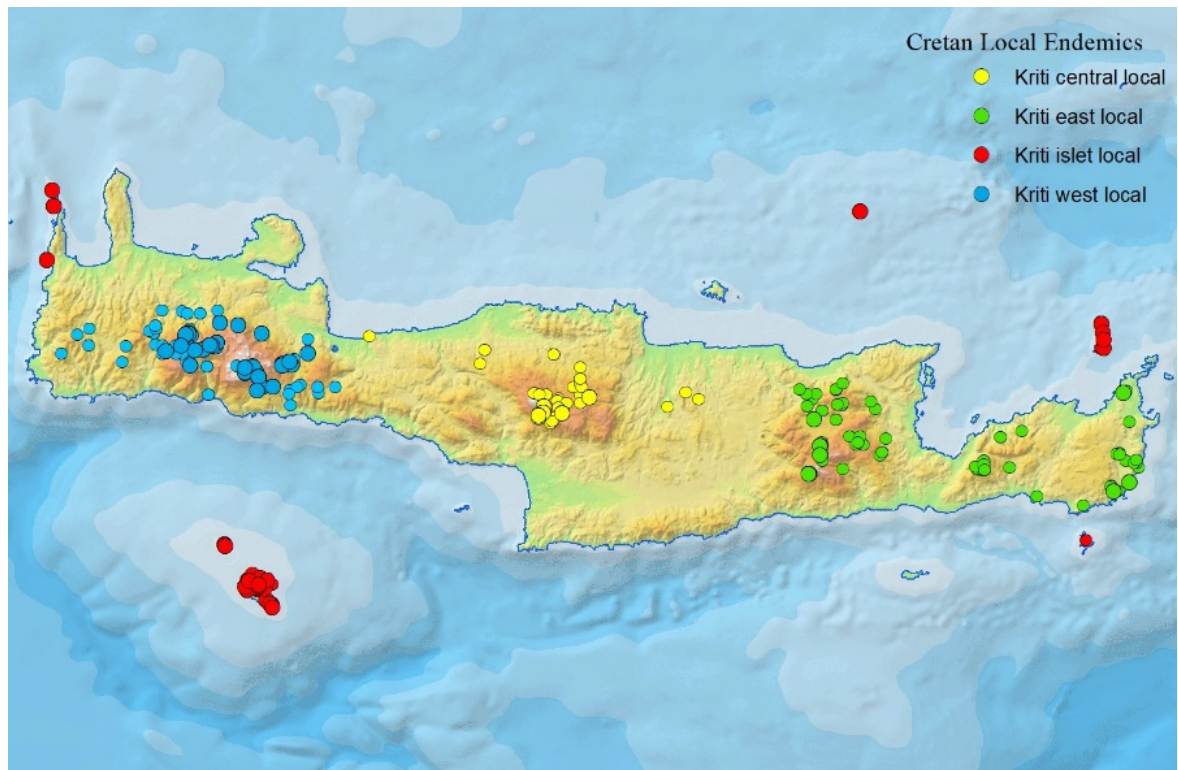 Cretan Local Endemics
Kriti central local
Kriti east local
Kriti islet local
Kriti west local